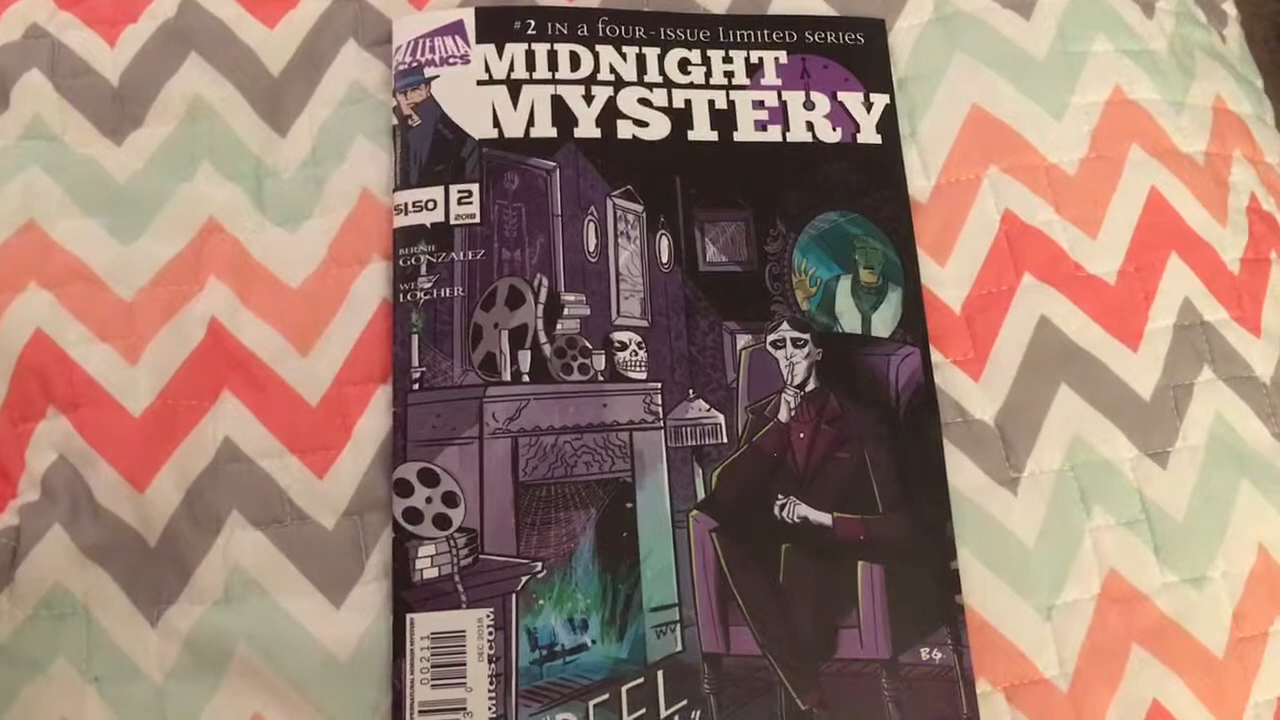 #2 IN a FOUR-ISSUE LIMITED SERIES
ALTERNA
COMICS
MIDNIGHT
MYSTERY
$1.50
2
2018
BERNIE
GONZALEZ
LOCHER
BG.
00211
DEC 2018